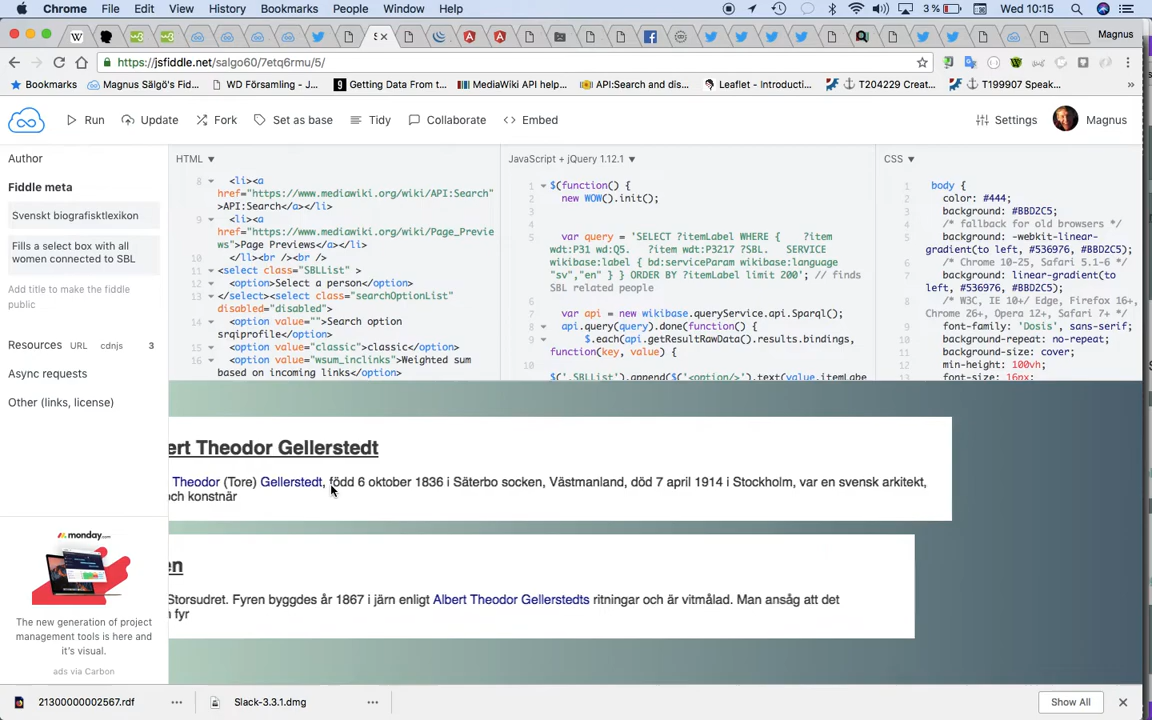 Chrome File Edit View History Bookmarks People Window Help 3% Wed 10:15
W S × Magnus
https://jsfiddle.net/salgo60/7etq6rmu/5/
Bookmarks Magnus Sälgö's Fid... WD Församling - J... Getting Data From t... MediaWiki API help... API:Search and dis... Leaflet - Introducti... T204229 Creat... T199907 Speak... »
Run Update Fork Set as base Tidy Collaborate Embed Settings Magnus
Author
Fiddle meta
Svenskt biografisktlexikon
Fills a select box with all
women connected to SBL
Add title to make the fiddle
public
Resources URL cdnjs 3
Async requests
Other (links, license)
monday.com
The new generation of project
management tools is here and
it's visual.
ads via Carbon
HTML ▼
8 <li><a
href="https://www.mediawiki.org/wiki/API:Search"
>API:Search</a></li>
9 <li><a
href="https://www.mediawiki.org/wiki/Page_Previe
ws">Page Previews</a></li>
10 </ll><br /><br />
11 <select class="SBLList" >
12 <option>Select a person</option>
13 </select><select class="searchOptionList"
disabled="disabled">
14 <option value="">Search option
srqiprofile</option>
15 <option value="classic">classic</option>
16 <option value="wsum_inclinks">Weighted sum
based on incoming links</option>
JavaScript + jQuery 1.12.1 ▼
1 $(function() {
2 new WOW().init();
3
4
5 var query = 'SELECT ?itemLabel WHERE { ?item
wdt:P31 wd:Q5. ?item wdt:P3217 ?SBL. SERVICE
wikibase:label { bd:serviceParam wikibase:language
"sv","en" } } ORDER BY ?itemLabel limit 200'; // finds
SBL related people
6
7 var api = new wikibase.queryService.api.Sparql();
8 api.query(query).done(function() {
9 $.each(api.getResultRawData().results.bindings,
function(key, value) {
10
$('.SBLList').append($('<option/>').text(value.itemLabe
CSS ▼
1 body {
2 color: #444;
3 background: #BBD2C5;
4 /* fallback for old browsers */
5 background: -webkit-linear-
gradient(to left, #536976, #BBD2C5);
6 /* Chrome 10-25, Safari 5.1-6 */
7 background: linear-gradient(to
left, #536976, #BBD2C5);
8 /* W3C, IE 10+/ Edge, Firefox 16+,
Chrome 26+, Opera 12+, Safari 7+ */
9 font-family: 'Dosis', sans-serif;
10 background-repeat: no-repeat;
11 background-size: cover;
12 min-height: 100vh;
13 font-size: 16px;
ert Theodor Gellerstedt
Theodor (Tore) Gellerstedt, född 6 oktober 1836 i Säterbo socken, Västmanland, död 7 april 1914 i Stockholm, var en svensk arkitekt,
och konstnär
en
Storsudret. Fyren byggdes år 1867 i järn enligt Albert Theodor Gellerstedts ritningar och är vitmålad. Man ansåg att det
fyr
21300000002567.rdf Slack-3.3.1.dmg Show All